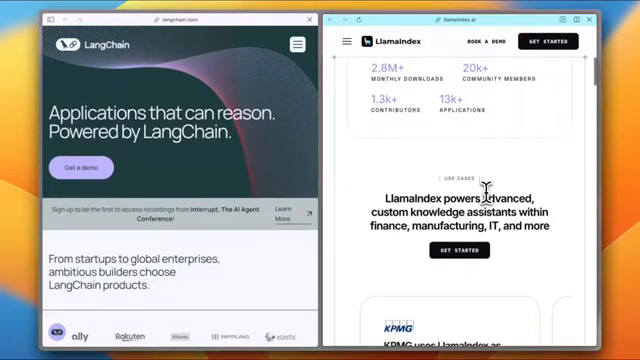 langchain.com
LangChain
Applications that can reason.
Powered by LangChain.
Get a demo
Sign up to be the first to access recordings from Interrupt, The AI Agent
Conference!
Learn
More
From startups to global enterprises,
ambitious builders choose
LangChain products.
ally
Rakuten
Klarna
RIPPLING
elastic
llamaindex.ai
LlamaIndex
BOOK A DEMO
GET STARTED
2.8M+
MONTHLY DOWNLOADS
20k+
COMMUNITY MEMBERS
1.3k+
CONTRIBUTORS
13k+
APPLICATIONS
[ USE CASES ]
LlamaIndex powers advanced,
custom knowledge assistants within
finance, manufacturing, IT, and more
GET STARTED
KPMG
KPMG uses LlamaIndex as